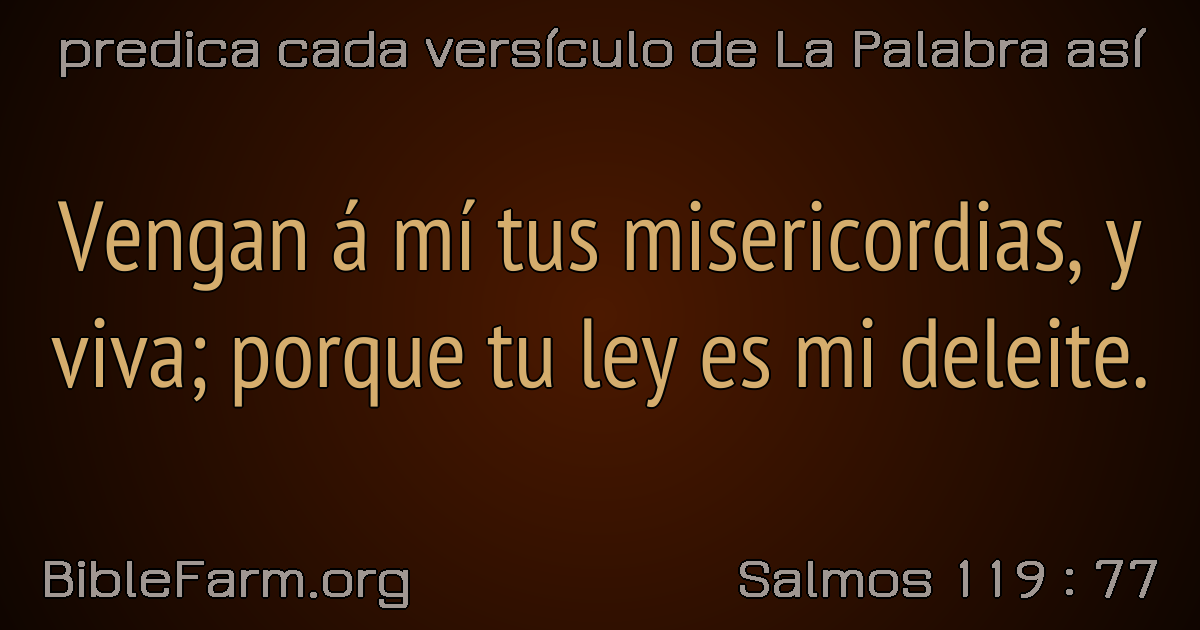 predica cada versículo de La Palabra así
Vengan á mí tus misericordias, y
viva; porque tu ley es mi deleite.
BibleFarm.org
Salmos 119 : 77